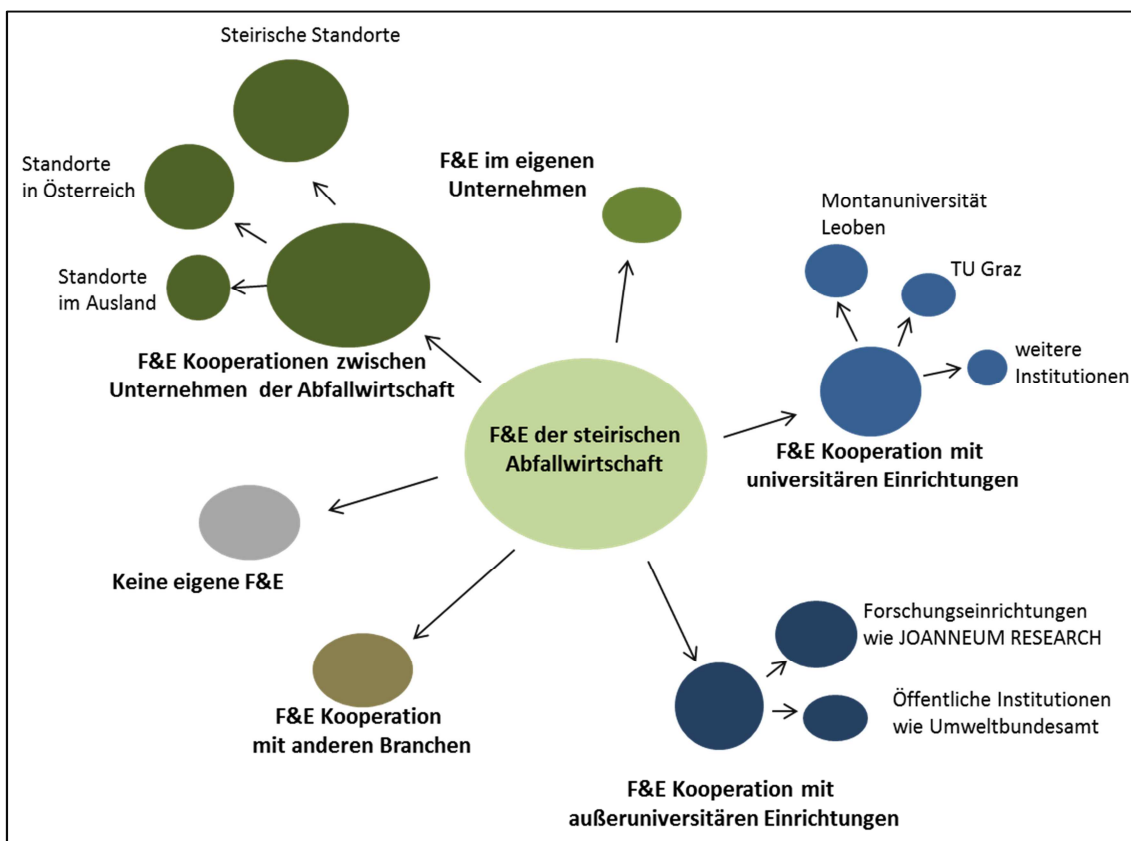 Steirische Standorte
Standorte
in Österreich
Standorte
im Ausland
F&E Kooperationen zwischen
Unternehmen der Abfallwirtschaft
F&E im eigenen
Unternehmen
Montanuniversität
Leoben
TU Graz
weitere
Institutionen
F&E Kooperation mit
universitären Einrichtungen
F&E der steirischen
Abfallwirtschaft
Keine eigene F&E
F&E Kooperation
mit anderen Branchen
Forschungseinrichtungen
wie JOANNEUM RESEARCH
Öffentliche Institutionen
wie Umweltbundesamt
F&E Kooperation mit
außeruniversitären Einrichtungen